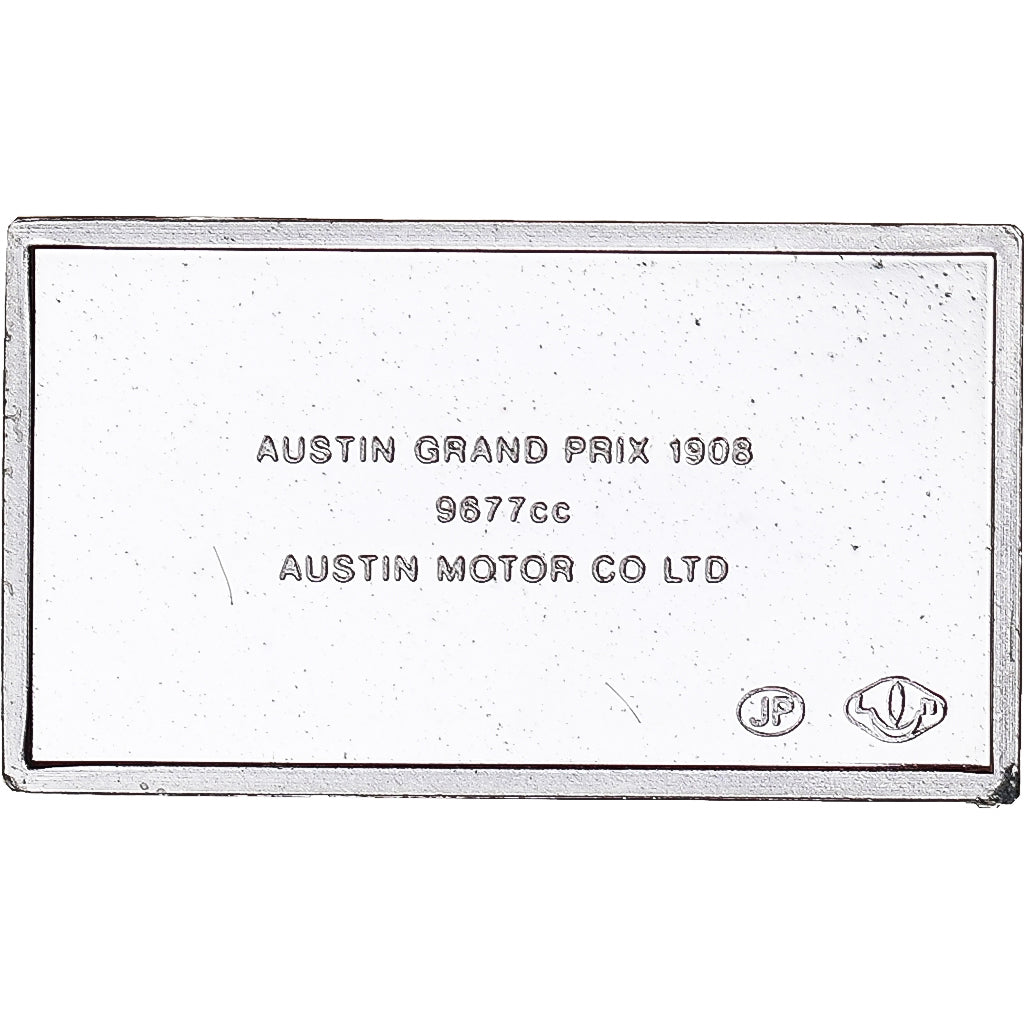 AUSTIN GRAND PRIX 1908
9677cc
AUSTIN MOTOR CO LTD
JP